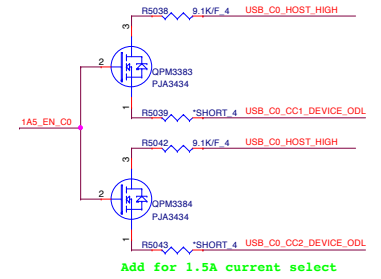 R5038 9.1K/F_4 USB_C0_HOST_HIGH
3
2
QPM3383
PJA3434
1
R5039 *SHORT_4 USB_C0_CC1_DEVICE_ODL
1A5_EN_C0
R5042 9.1K/F_4 USB_C0_HOST_HIGH
3
2
QPM3384
PJA3434
1
R5043 *SHORT_4 USB_C0_CC2_DEVICE_ODL
Add for 1.5A current select